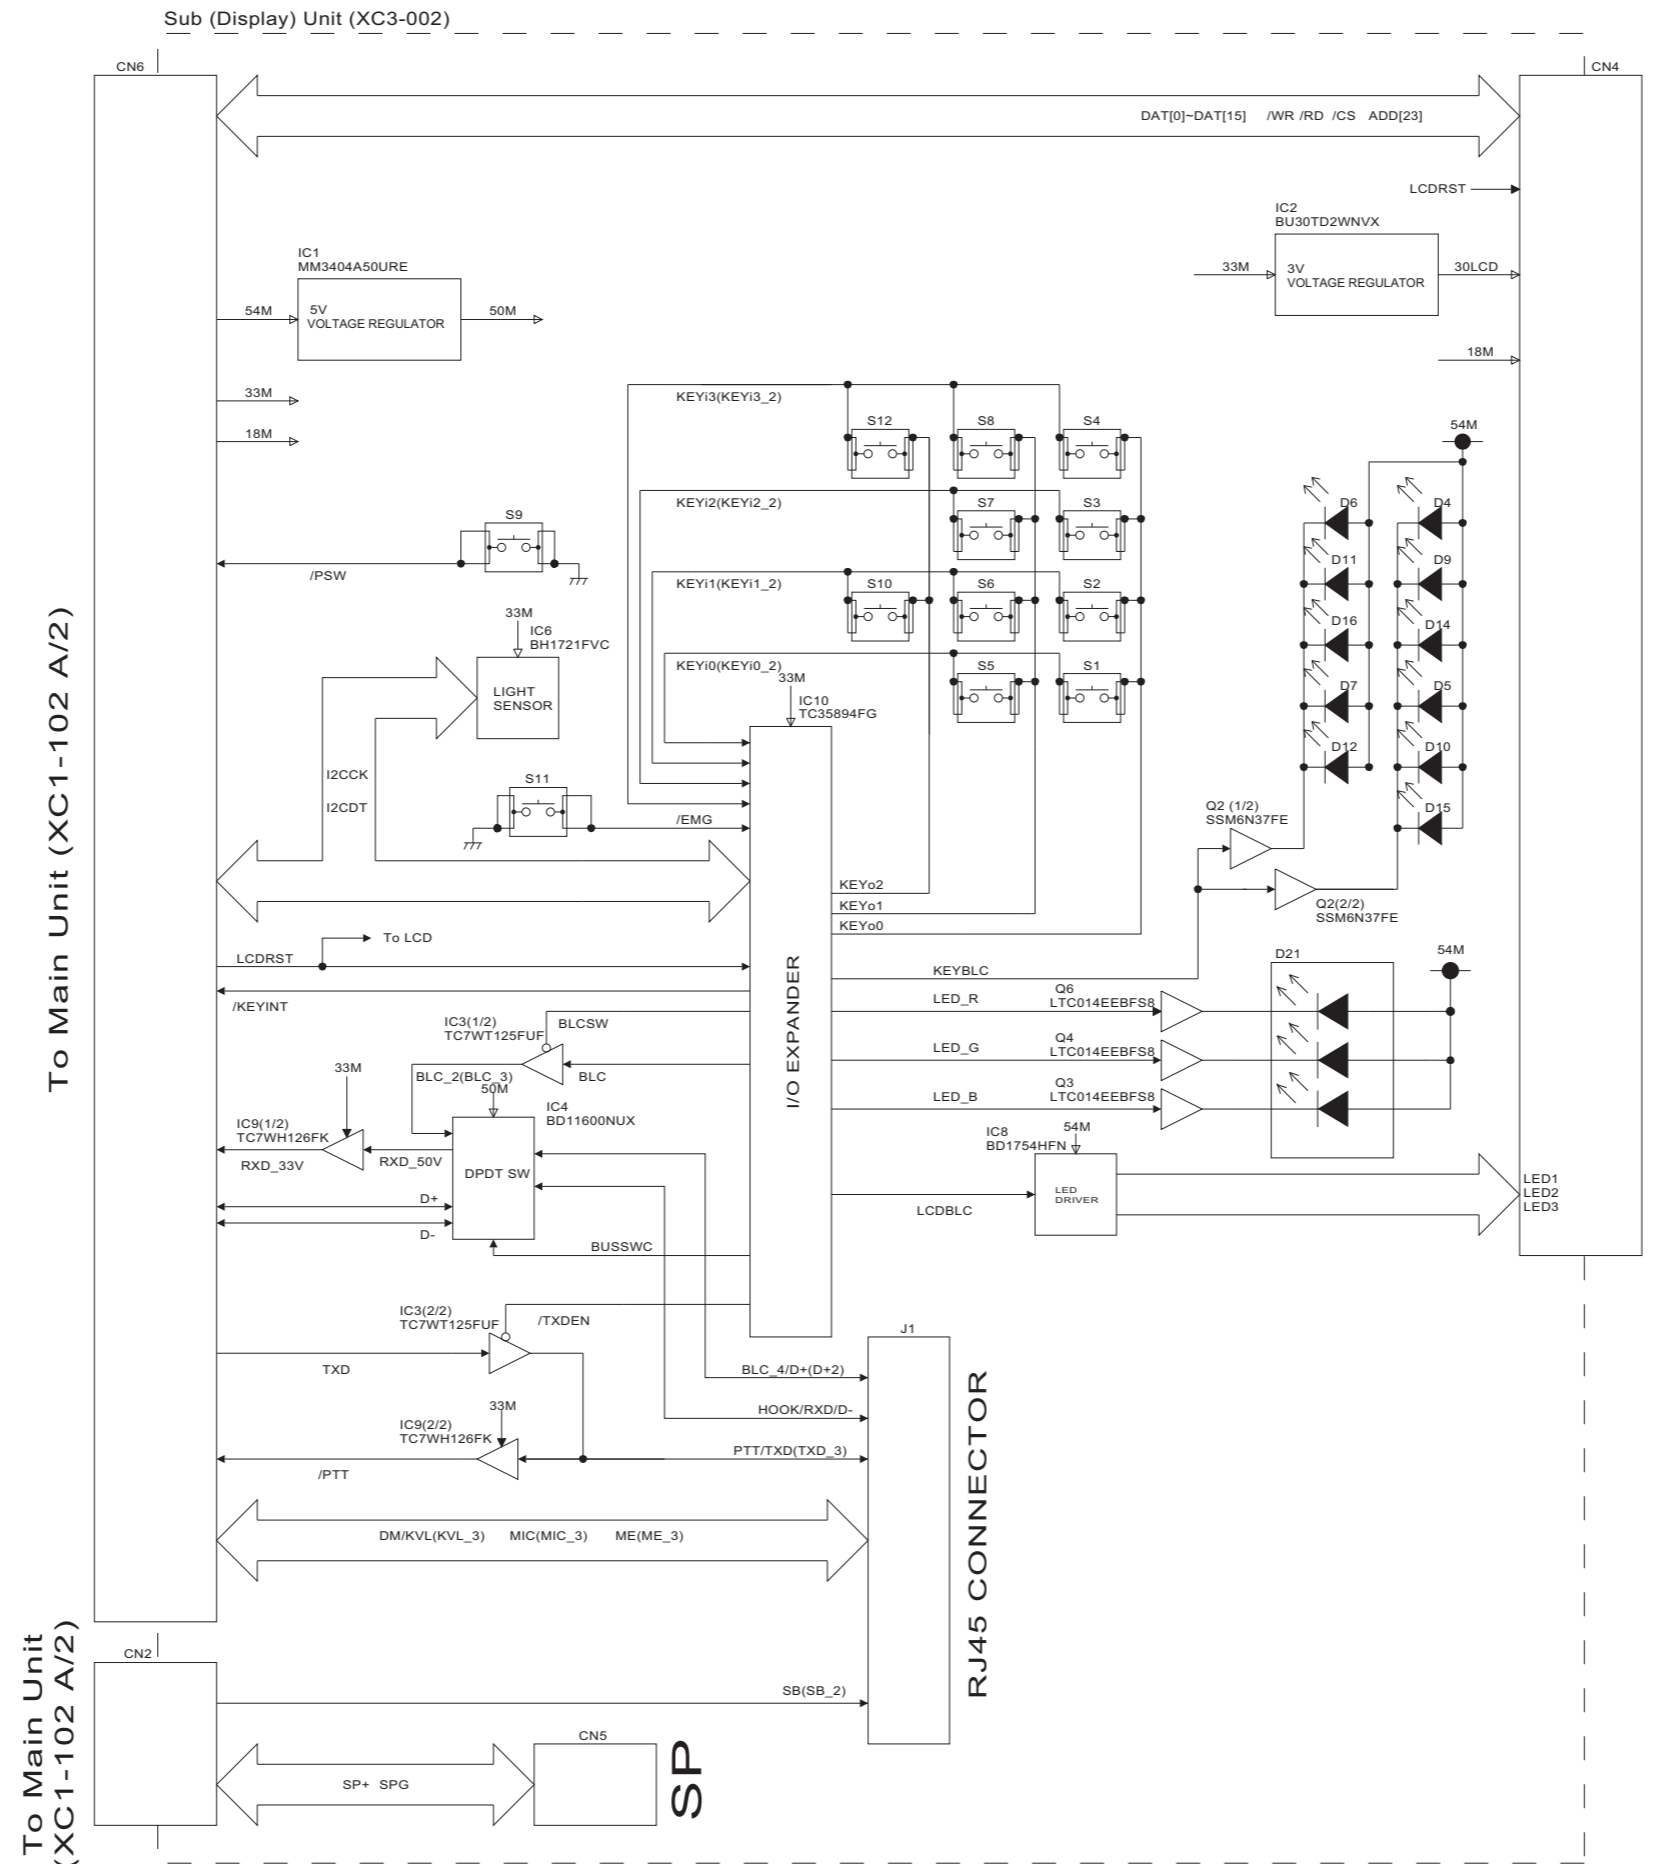 Sub (Display) Unit (XC3-002)
CN6
CN4
DAT[0]~DAT[15] /WR /RD /CS ADD[23]
LCDRST
IC2
BU30TD2WNVX
33M
3V
VOLTAGE REGULATOR
30LCD
IC1
MM3404A50URE
54M
5V
VOLTAGE REGULATOR
50M
18M
33M
18M
KEYi3(KEYi3_2)
S12
S8
S4
54M
KEYi2(KEYi2_2)
S7
S3
S9
/PSW
KEYi1(KEYi1_2)
S10
S6
S2
D6
D4
D11
D9
D16
D14
D7
D5
D12
D10
D15
33M
IC6
BH1721FVC
LIGHT
SENSOR
KEYi0(KEYi0_2)
S5
S1
33M
IC10
TC35894FG
I2CCK
I2CDT
S11
/EMG
Q2 (1/2)
SSM6N37FE
Q2(2/2)
SSM6N37FE
KEYo2
KEYo1
KEYo0
To LCD
LCDRST
/KEYINT
I/O EXPANDER
KEYBLC
D21
54M
LED_R
Q6
LTC014EEBFS8
LED_G
Q4
LTC014EEBFS8
LED_B
Q3
LTC014EEBFS8
IC3(1/2)
TC7WT125FUF
BLCSW
BLC
BLC_2(BLC_3)
50M
33M
IC4
BD11600NUX
DPDT SW
IC9(1/2)
TC7WH126FK
RXD_33V
RXD_50V
D+
D-
BUSSWC
IC8
BD1754HFN
54M
LED
DRIVER
LCDBLC
LED1
LED2
LED3
IC3(2/2)
TC7WT125FUF
/TXDEN
TXD
J1
BLC_4/D+(D+2)
HOOK/RXD/D-
PTT/TXD(TXD_3)
33M
IC9(2/2)
TC7WH126FK
/PTT
DM/KVL(KVL_3) MIC(MIC_3) ME(ME_3)
RJ45 CONNECTOR
CN2
SB(SB_2)
CN5
SP+ SPG
SP
To Main Unit (XC1-102 A/2)
To Main Unit
(XC1-102 A/2)